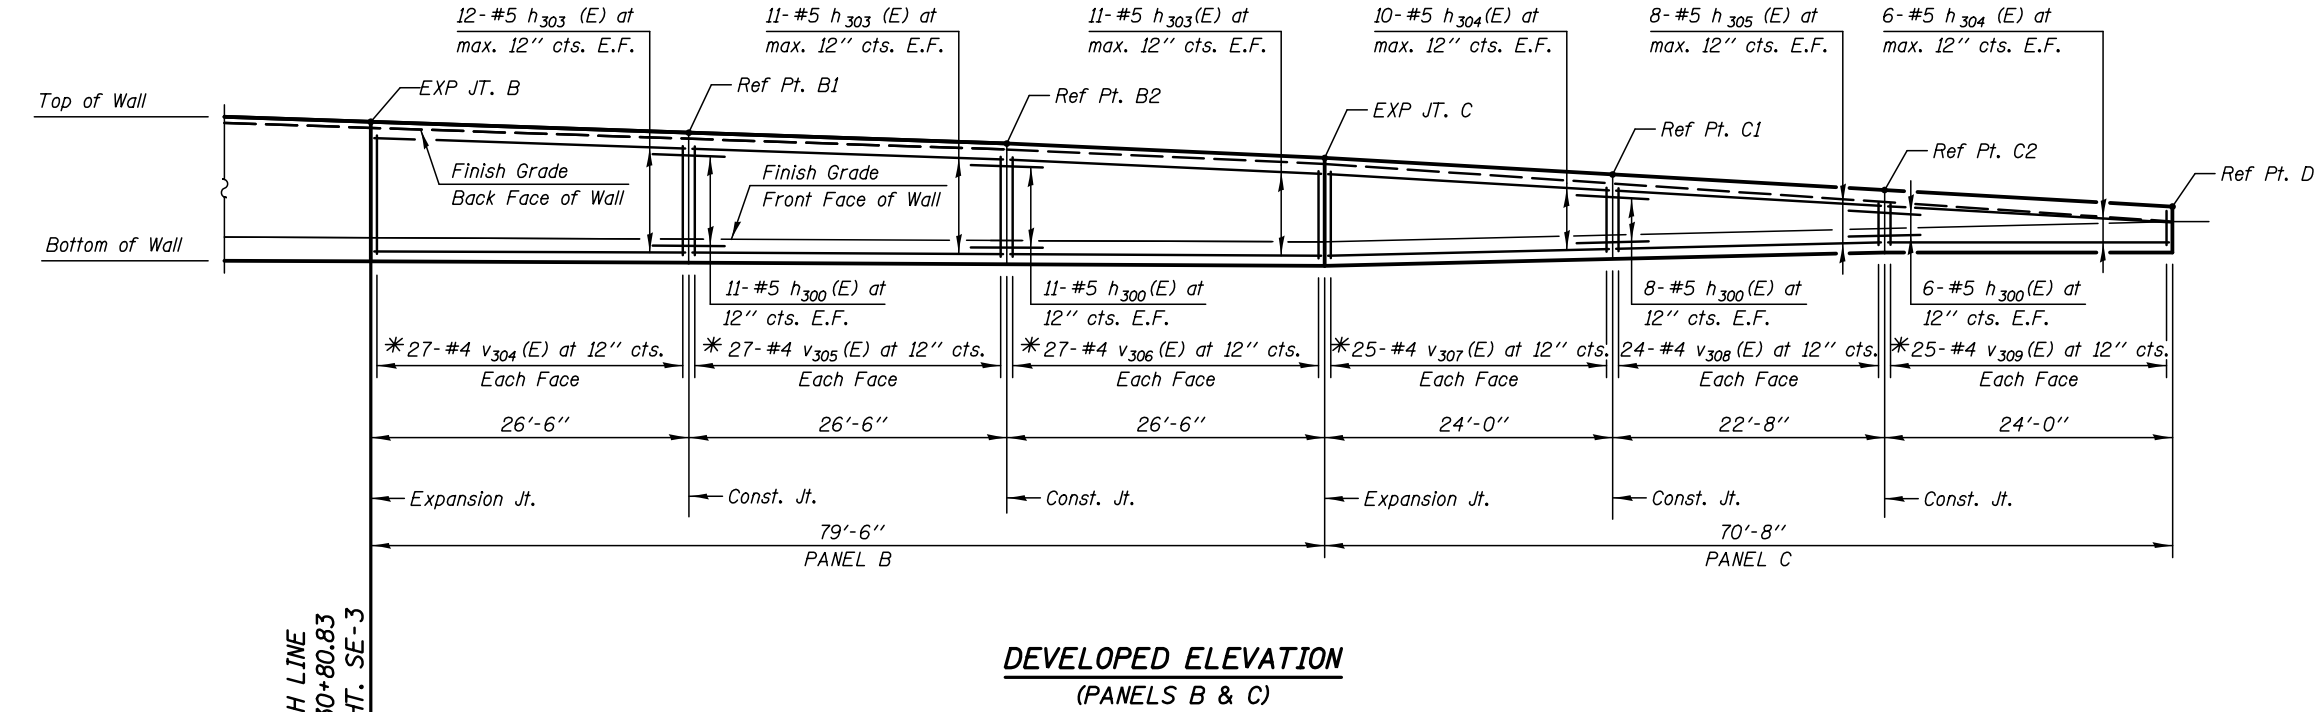 12-#5 h303 (E) at
max. 12″ cts. E.F.
11-#5 h303 (E) at
max. 12″ cts. E.F.
11-#5 h303(E) at
max. 12″ cts. E.F.
10-#5 h304(E) at
max. 12″ cts. E.F.
8-#5 h305 (E) at
max. 12″ cts. E.F.
6-#5 h304 (E) at
max. 12″ cts. E.F.
Top of Wall
EXP JT. B
Ref Pt. B1
Ref Pt. B2
EXP JT. C
Ref Pt. C1
Ref Pt. C2
Ref Pt. D
Finish Grade
Back Face of Wall
Finish Grade
Front Face of Wall
Bottom of Wall
11-#5 h300(E) at
12″ cts. E.F.
11-#5 h300(E) at
12″ cts. E.F.
8-#5 h300(E) at
12″ cts. E.F.
6-#5 h300(E) at
12″ cts. E.F.
*27-#4 v304(E) at 12″ cts.
Each Face
*27-#4 v305(E) at 12″ cts.
Each Face
*27-#4 v306(E) at 12″ cts.
Each Face
*25-#4 v307(E) at 12″ cts.
Each Face
24-#4 v308(E) at 12″ cts.
Each Face
*25-#4 v309(E) at 12″ cts.
Each Face
26′-6″
26′-6″
26′-6″
24′-0″
22′-8″
24′-0″
Expansion Jt.
Const. Jt.
Const. Jt.
Expansion Jt.
Const. Jt.
Const. Jt.
79′-6″
PANEL B
70′-8″
PANEL C
H LINE
30+80.83
HT. SE-3
DEVELOPED ELEVATION
(PANELS B & C)